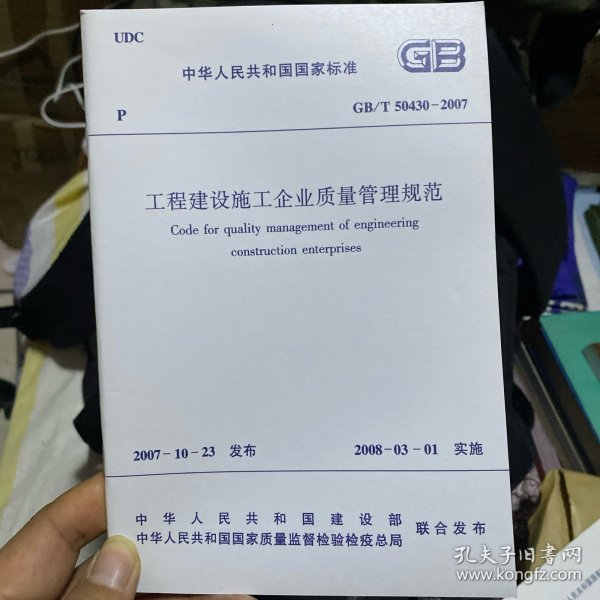 UDC
中华人民共和国国家标准
GB
P
GB/T 50430-2007
工程建设施工企业质量管理规范
Code for quality management of engineering
construction enterprises
2007-10-23 发布
2008-03-01 实施
中华人民共和国建设部
中华人民共和国国家质量监督检验检疫总局
联合发布
孔夫子旧书网
www.kongfz.com